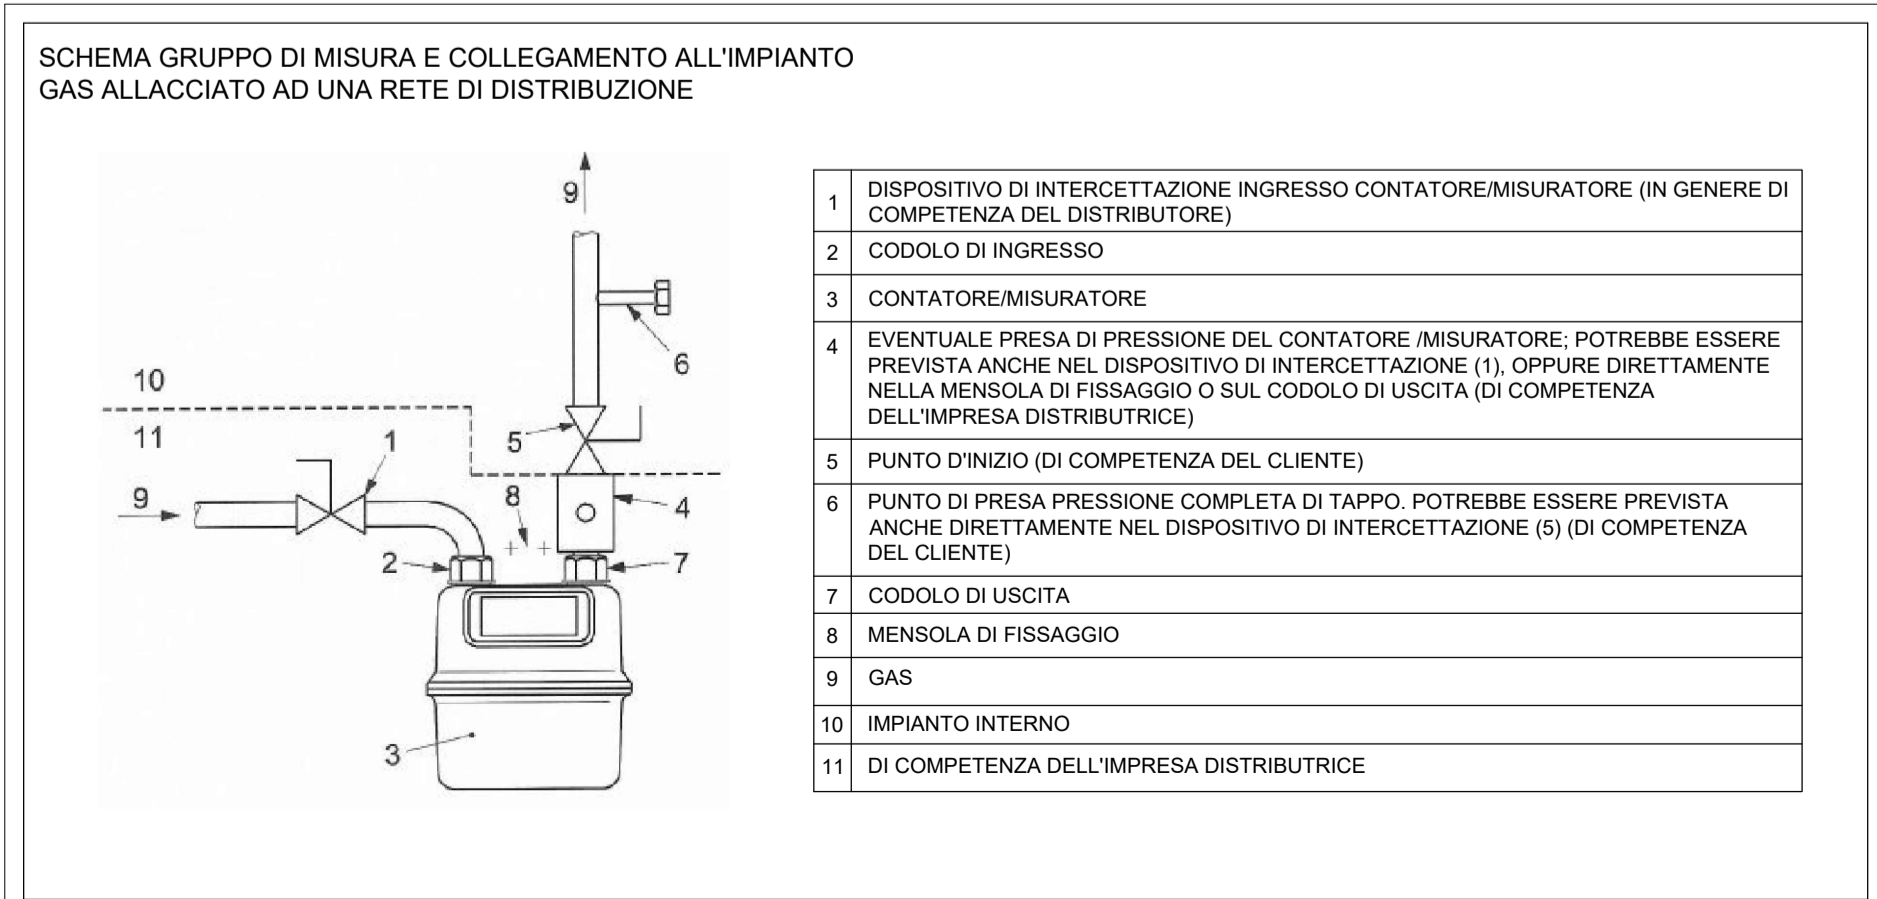 SCHEMA GRUPPO DI MISURA E COLLEGAMENTO ALL'IMPIANTO
GAS ALLACCIATO AD UNA RETE DI DISTRIBUZIONE
9
6
10
11
1
5
9
8
4
2
7
3
1 DISPOSITIVO DI INTERCETTAZIONE INGRESSO CONTATORE/MISURATORE (IN GENERE DI
COMPETENZA DEL DISTRIBUTORE)
2 CODOLO DI INGRESSO
3 CONTATORE/MISURATORE
4 EVENTUALE PRESA DI PRESSIONE DEL CONTATORE /MISURATORE; POTREBBE ESSERE
PREVISTA ANCHE NEL DISPOSITIVO DI INTERCETTAZIONE (1), OPPURE DIRETTAMENTE
NELLA MENSOLA DI FISSAGGIO O SUL CODOLO DI USCITA (DI COMPETENZA
DELL'IMPRESA DISTRIBUTRICE)
5 PUNTO D'INIZIO (DI COMPETENZA DEL CLIENTE)
6 PUNTO DI PRESA PRESSIONE COMPLETA DI TAPPO. POTREBBE ESSERE PREVISTA
ANCHE DIRETTAMENTE NEL DISPOSITIVO DI INTERCETTAZIONE (5) (DI COMPETENZA
DEL CLIENTE)
7 CODOLO DI USCITA
8 MENSOLA DI FISSAGGIO
9 GAS
10 IMPIANTO INTERNO
11 DI COMPETENZA DELL'IMPRESA DISTRIBUTRICE